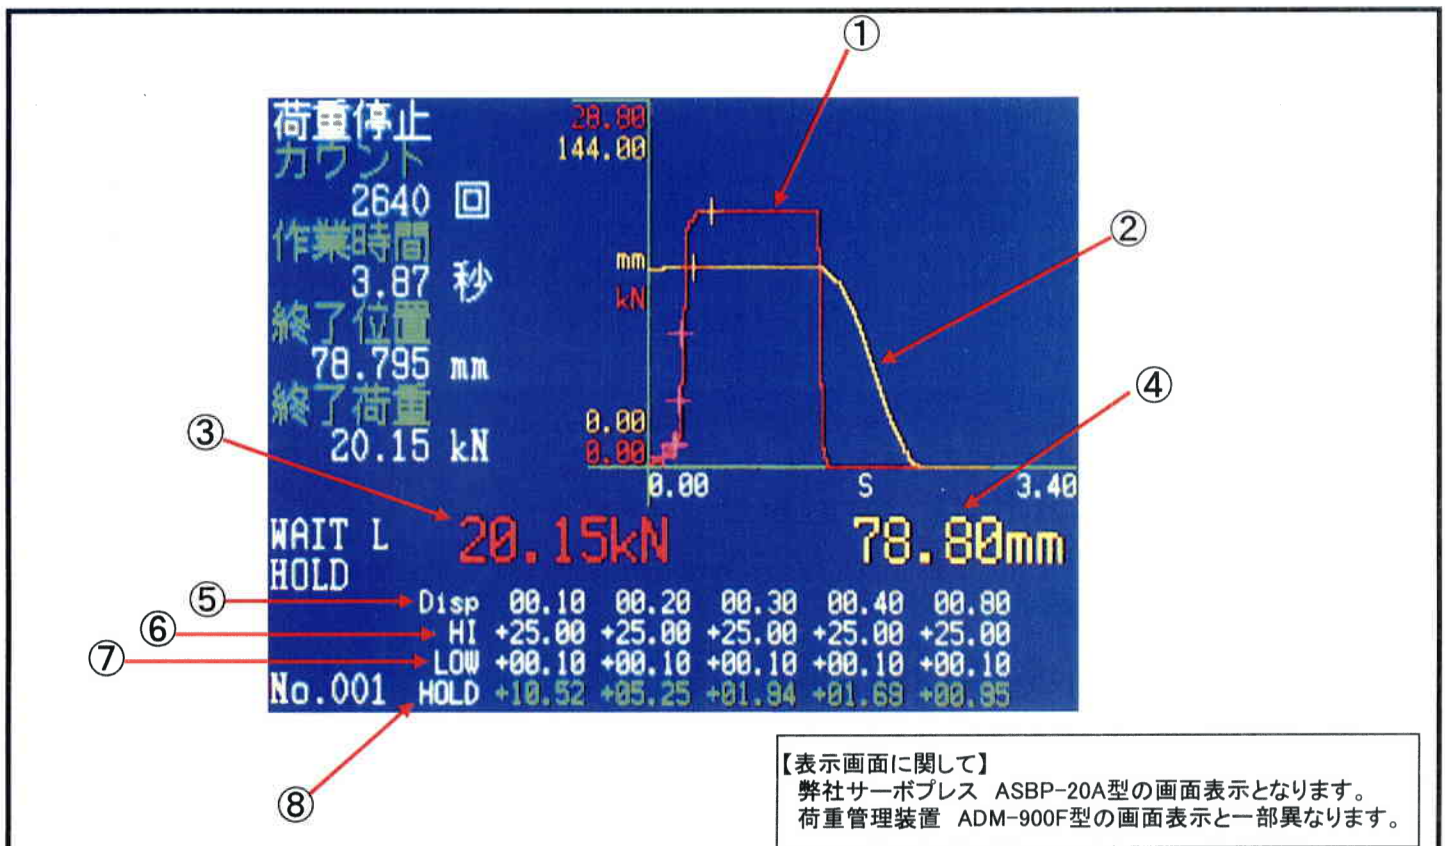 ①
②
③
④
⑤
⑥
⑦
⑧
荷重停止
カウント
2640 回
作業時間
3.87 秒
終了位置
78.795 mm
終了荷重
20.15 kN
28.80
144.00
mm
kN
0.00
0.00
0.00 S 3.40
WAIT L
HOLD
20.15kN 78.80mm
Disp 00.10 00.20 00.30 00.40 00.80
HI +25.00 +25.00 +25.00 +25.00 +25.00
LOW +00.10 +00.10 +00.10 +00.10 +00.10
No.001 HOLD +10.52 +05.25 +01.94 +01.69 +00.95
【表示画面に関して】
弊社サーボプレス ASBP-20A型の画面表示となります。
荷重管理装置 ADM-900F型の画面表示と一部異なります。